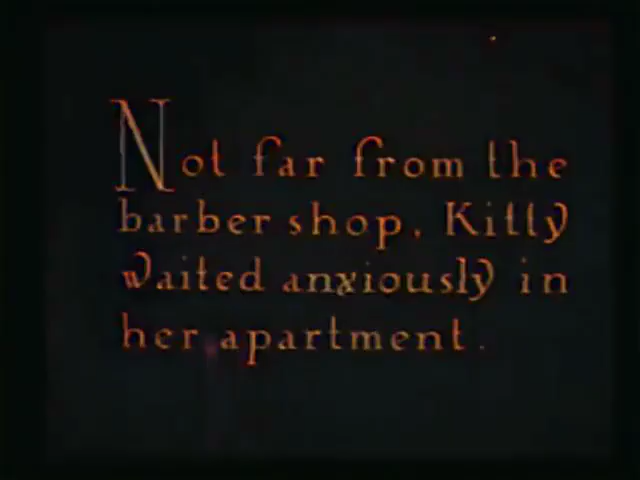 Not far from the
barber shop, Kitty
waited anxiously in
her apartment.